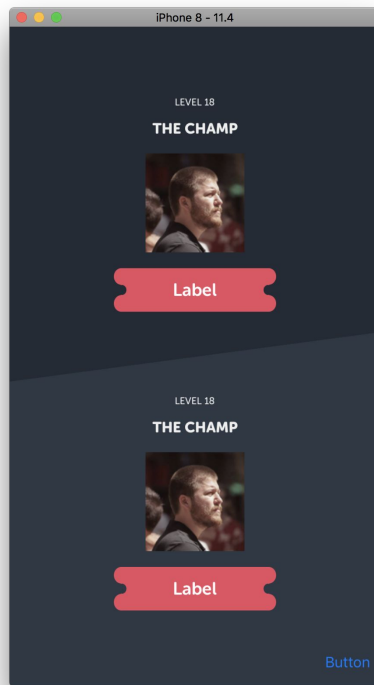 iPhone 8 - 11.4
LEVEL 18
THE CHAMP
Label
LEVEL 18
THE CHAMP
Label
Button